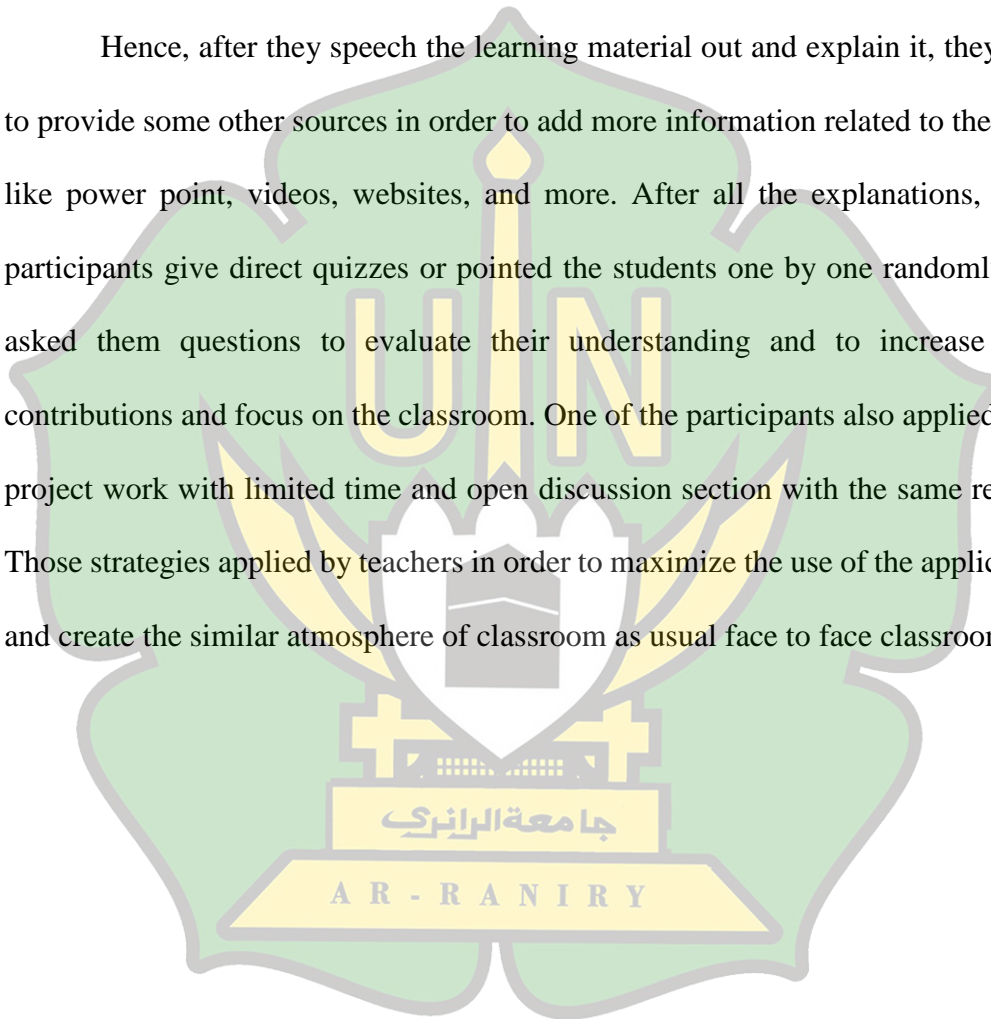 Hence, after they speech the learning material out and explain it, they
to provide some other sources in order to add more information related to the
like power point, videos, websites, and more. After all the explanations,
participants give direct quizzes or pointed the students one by one
asked them questions to evaluate their understanding and to increase
contributions and focus on the classroom. One of the participants also applied
project work with limited time and open discussion section with the same
Those strategies applied by teachers in order to maximize the use of the
and create the similar atmosphere of classroom as usual face to face
UIN
جامعة الرانري
AR-RANIRY